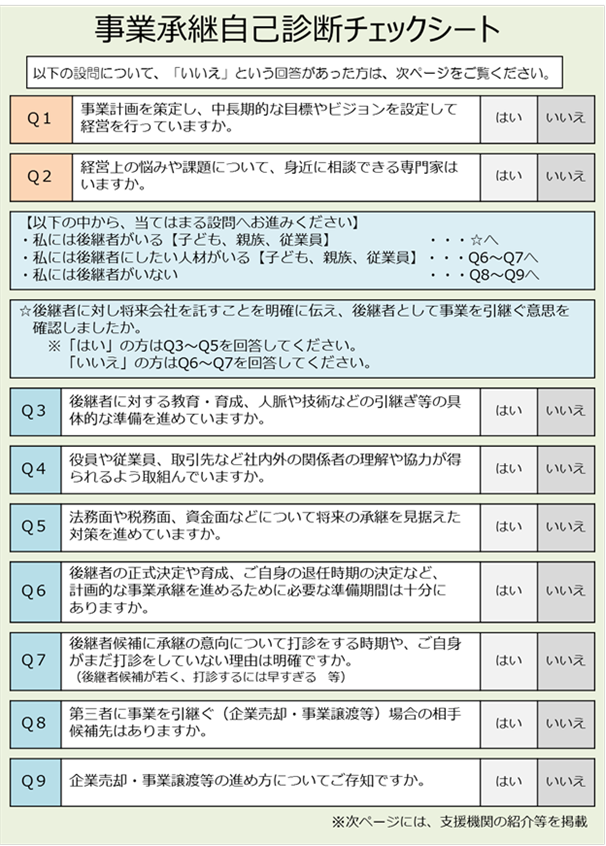 事業承継自己診断チェックシート
以下の設問について、「いいえ」という回答があった方は、次ページをご覧ください。
Q1 事業計画を策定し、中長期的な目標やビジョンを設定して はい いいえ
経営を行っていますか。
Q2 経営上の悩みや課題について、身近に相談できる専門家は はい いいえ
いますか。
【以下の中から、当てはまる設問へお進みください】
・私には後継者がいる【子ども、親族、従業員】 ・・・☆へ
・私には後継者にしたい人材がいる【子ども、親族、従業員】・・・Q6～Q7へ
・私には後継者がいない ・・・Q8～Q9へ
☆後継者に対し将来会社を託すことを明確に伝え、後継者として事業を引継ぐ意思を
確認しましたか。
※「はい」の方はQ3～Q5を回答してください。
「いいえ」の方はQ6～Q7を回答してください。
Q3 後継者に対する教育・育成、人脈や技術などの引継ぎ等の具 はい いいえ
体的な準備を進めていますか。
Q4 役員や従業員、取引先など社内外の関係者の理解や協力が得 はい いいえ
られるよう取組んでいますか。
Q5 法務面や税務面、資金面などについて将来の承継を見据えた はい いいえ
対策を進めていますか。
Q6 後継者の正式決定や育成、ご自身の退任時期の決定など、 はい いいえ
計画的な事業承継を進めるために必要な準備期間は十分に
ありますか。
Q7 後継者候補に承継の意向について打診をする時期や、ご自身 はい いいえ
がまだ打診をしていない理由は明確ですか。
（後継者候補が若く、打診するには早すぎる 等）
Q8 第三者に事業を引継ぐ（企業売却・事業譲渡等）場合の相手 はい いいえ
候補先はありますか。
Q9 企業売却・事業譲渡等の進め方についてご存知ですか。 はい いいえ
※次ページには、支援機関の紹介等を掲載